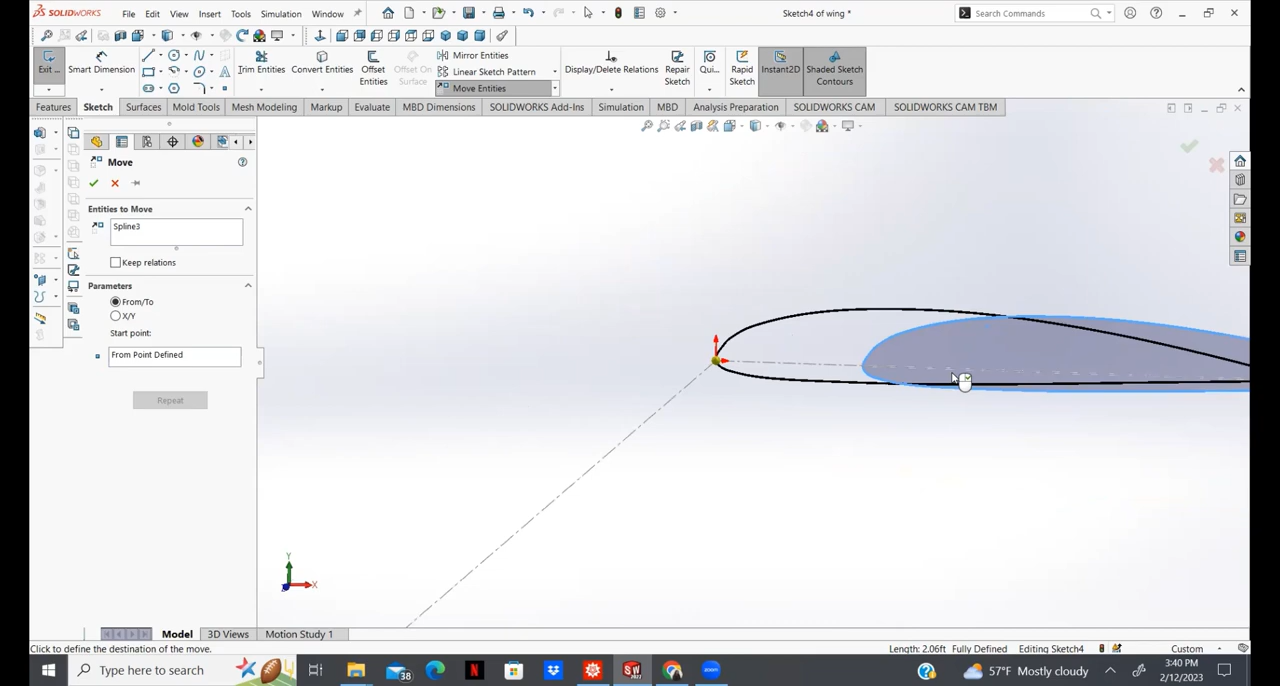 SOLIDWORKS File Edit View Insert Tools Simulation Window Sketch4 of wing * Search Commands
Exit ... Smart Dimension Trim Entities Convert Entities Offset Entities Offset On Surface Mirror Entities Linear Sketch Pattern Move Entities Display/Delete Relations Repair Sketch Qui... Rapid Sketch Instant2D Shaded Sketch Contours
Features Sketch Surfaces Mold Tools Mesh Modeling Markup Evaluate MBD Dimensions SOLIDWORKS Add-Ins Simulation MBD Analysis Preparation SOLIDWORKS CAM SOLIDWORKS CAM TBM
Move
Entities to Move
Spline3
Keep relations
Parameters
From/To
X/Y
Start point:
From Point Defined
Repeat
Y
X
Model 3D Views Motion Study 1
Click to define the destination of the move. Length: 2.06ft Fully Defined Editing Sketch4 Custom
Type here to search 38 SW 2022 57°F Mostly cloudy 3:40 PM
2/12/2023